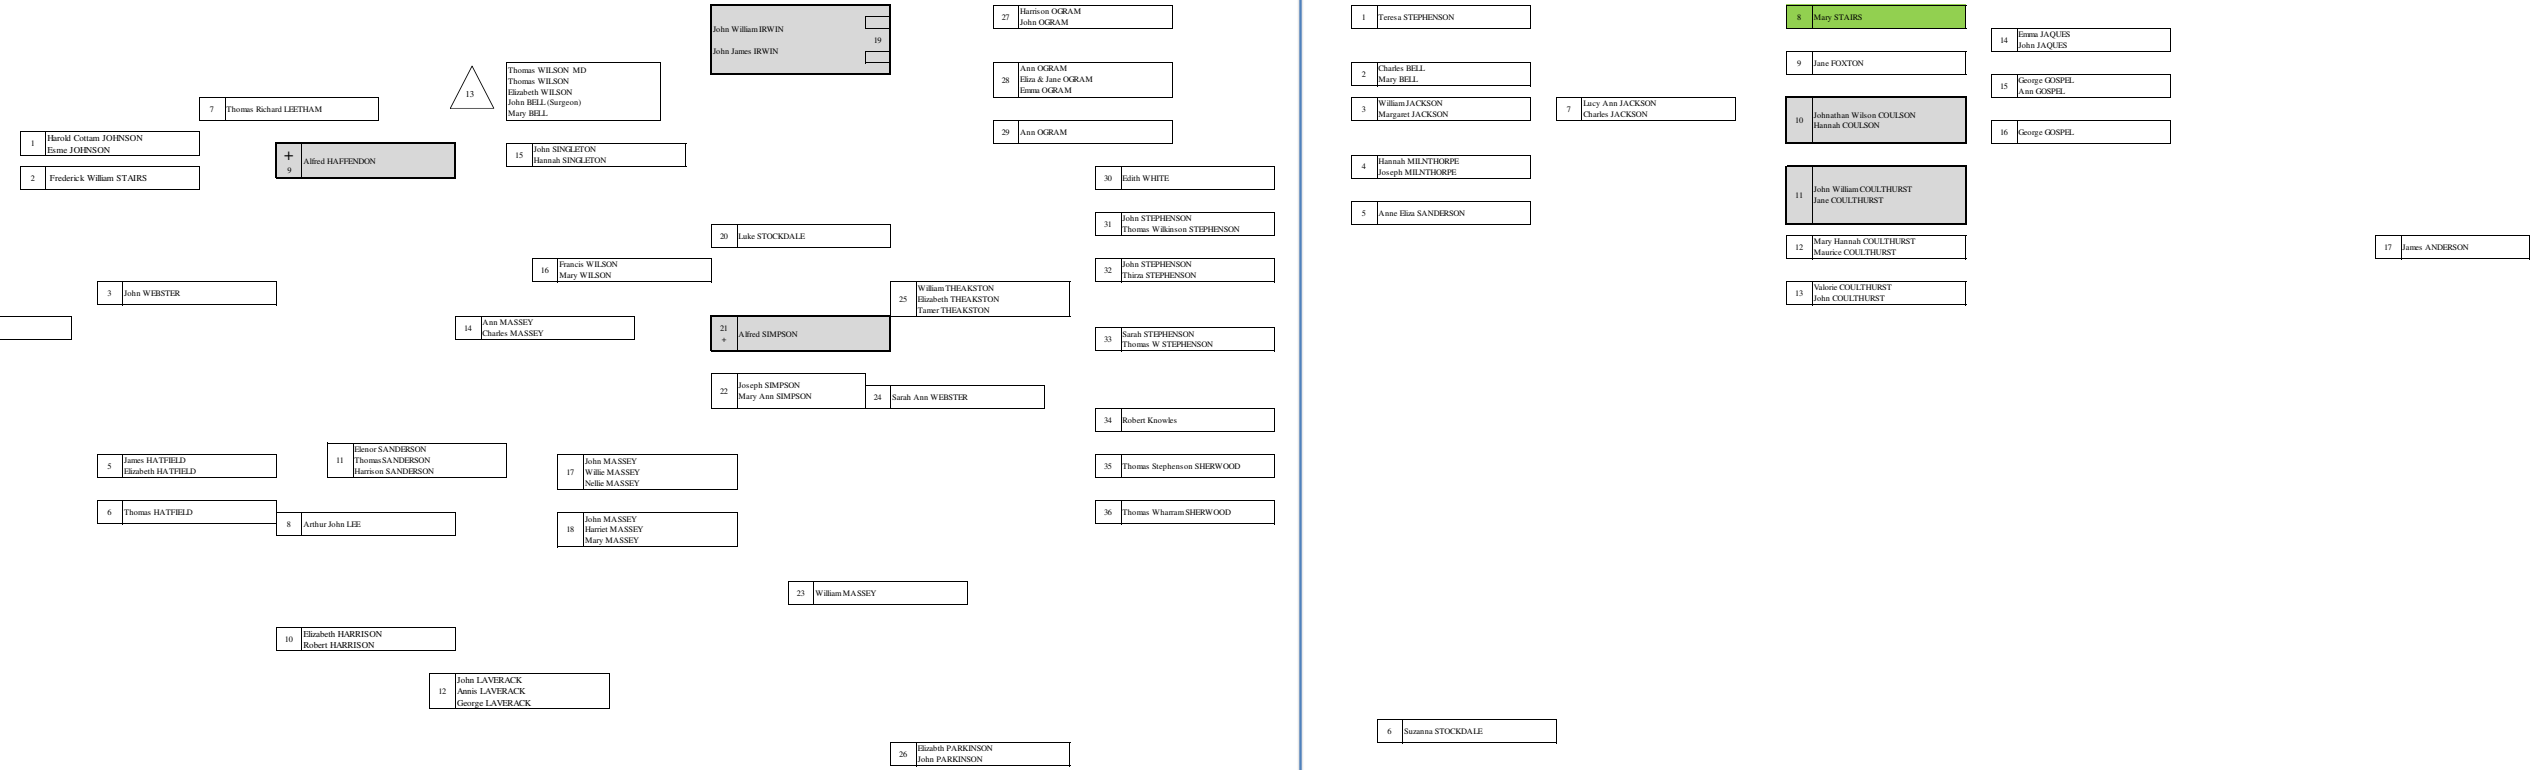 John William IRWIN
19
John James IRWIN
27
Harrison OGRAM
John OGRAM
13
Thomas WILSON MD
Thomas WILSON
Elizabeth WILSON
John BELL (Surgeon)
Mary BELL
28
Ann OGRAM
Eliza & Jane OGRAM
Emma OGRAM
7
Thomas Richard LEETHAM
29
Ann OGRAM
1
Harold Cottam JOHNSON
Esme JOHNSON
+
9
Alfred HAFFENDON
15
John SINGLETON
Hannah SINGLETON
2
Frederick William STAIRS
30
Edith WHITE
31
John STEPHENSON
Thomas Wilkinson STEPHENSON
20
Luke STOCKDALE
16
Francis WILSON
Mary WILSON
32
John STEPHENSON
Thirza STEPHENSON
3
John WEBSTER
25
William THEAKSTON
Elizabeth THEAKSTON
Tamer THEAKSTON
14
Ann MASSEY
Charles MASSEY
21
+
Alfred SIMPSON
33
Sarah STEPHENSON
Thomas W STEPHENSON
22
Joseph SIMPSON
Mary Ann SIMPSON
24
Sarah Ann WEBSTER
34
Robert Knowles
11
Elenor SANDERSON
Thomas SANDERSON
Harrison SANDERSON
5
James HATFIELD
Elizabeth HATFIELD
17
John MASSEY
Willie MASSEY
Nellie MASSEY
35
Thomas Stephenson SHERWOOD
6
Thomas HATFIELD
8
Arthur John LEE
18
John MASSEY
Harriet MASSEY
Mary MASSEY
36
Thomas Wharram SHERWOOD
23
William MASSEY
10
Elizabeth HARRISON
Robert HARRISON
12
John LAVERACK
Annis LAVERACK
George LAVERACK
26
Elizabth PARKINSON
John PARKINSON
1
Teresa STEPHENSON
8
Mary STAIRS
14
Emma JAQUES
John JAQUES
9
Jane FOXTON
2
Charles BELL
Mary BELL
15
George GOSPEL
Ann GOSPEL
3
William JACKSON
Margaret JACKSON
7
Lucy Ann JACKSON
Charles JACKSON
10
Johnathan Wilson COULSON
Hannah COULSON
16
George GOSPEL
4
Hannah MILNTHORPE
Joseph MILNTHORPE
11
John William COULTHURST
Jane COULTHURST
5
Anne Eliza SANDERSON
12
Mary Hannah COULTHURST
Maurice COULTHURST
17
James ANDERSON
13
Valorie COULTHURST
John COULTHURST
6
Suzanna STOCKDALE